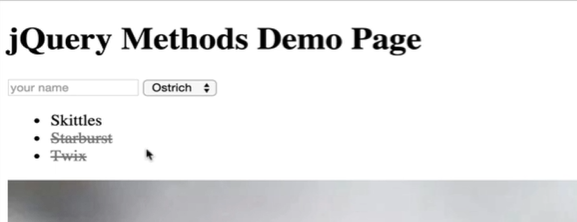 jQuery Methods Demo Page
your name Ostrich
Skittles
Starburst
Twix